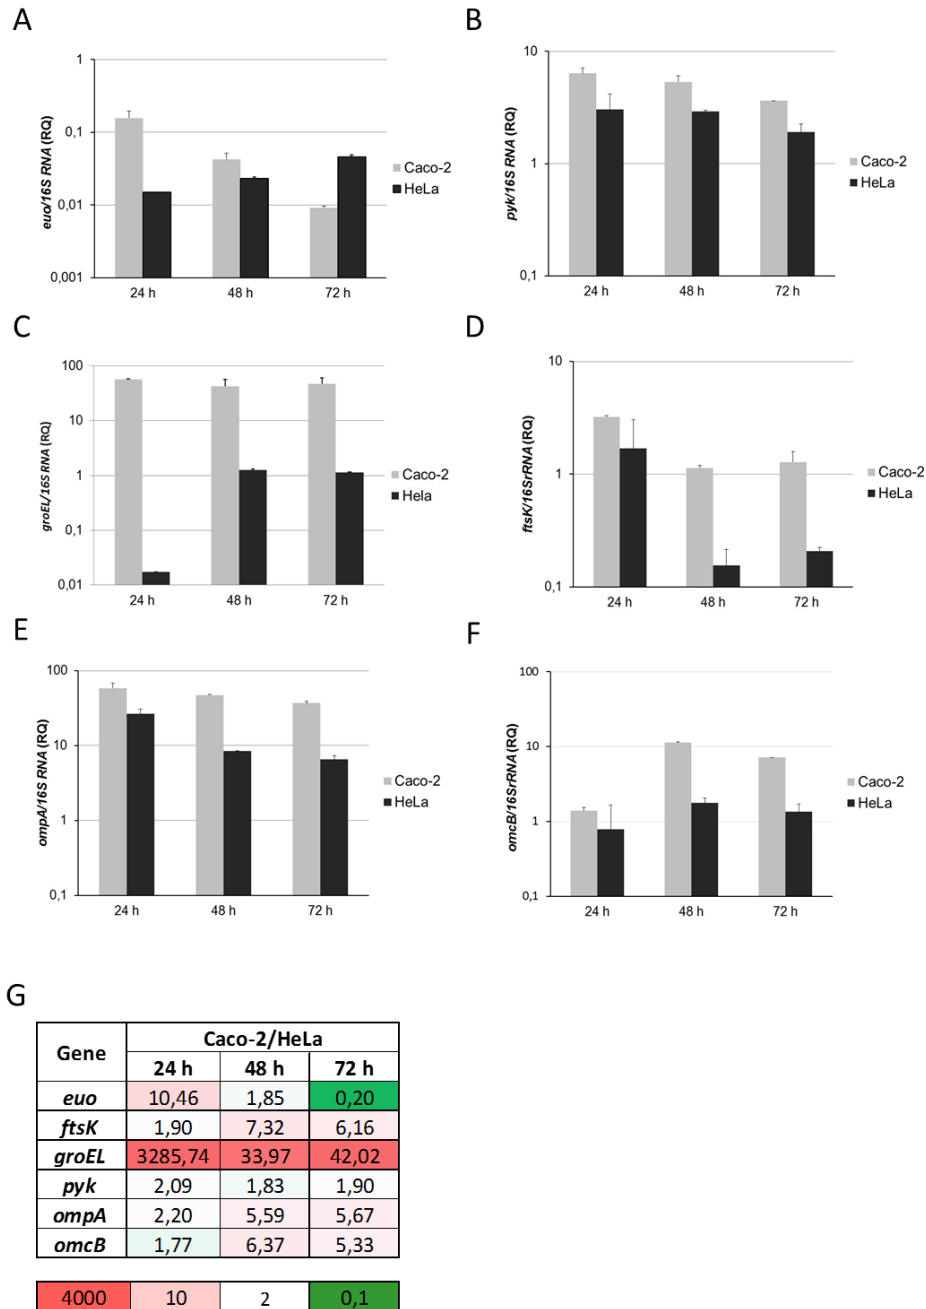 A
1
0,1
0,01
0,001
euo/16S RNA (RQ)
24 h 48 h 72 h
Caco-2
HeLa
B
10
1
0,1
pyk/16S RNA (RQ)
24 h 48 h 72 h
Caco-2
HeLa
C
100
10
1
0,1
0,01
groEL/16S RNA (RQ)
24 h 48 h 72 h
Caco-2
Hela
D
10
1
0,1
ftsK/16SrRNA (RQ)
24 h 48 h 72 h
Caco-2
HeLa
E
100
10
1
0,1
ompA/16S RNA (RQ)
24 h 48 h 72 h
Caco-2
HeLa
F
100
10
1
0,1
omcB/16SrRNA (RQ)
24 h 48 h 72 h
Caco-2
HeLa
G
Gene Caco-2/HeLa
24 h 48 h 72 h
euo 10,46 1,85 0,20
ftsK 1,90 7,32 6,16
groEL 3285,74 33,97 42,02
pyk 2,09 1,83 1,90
ompA 2,20 5,59 5,67
omcB 1,77 6,37 5,33
4000 10 2 0,1